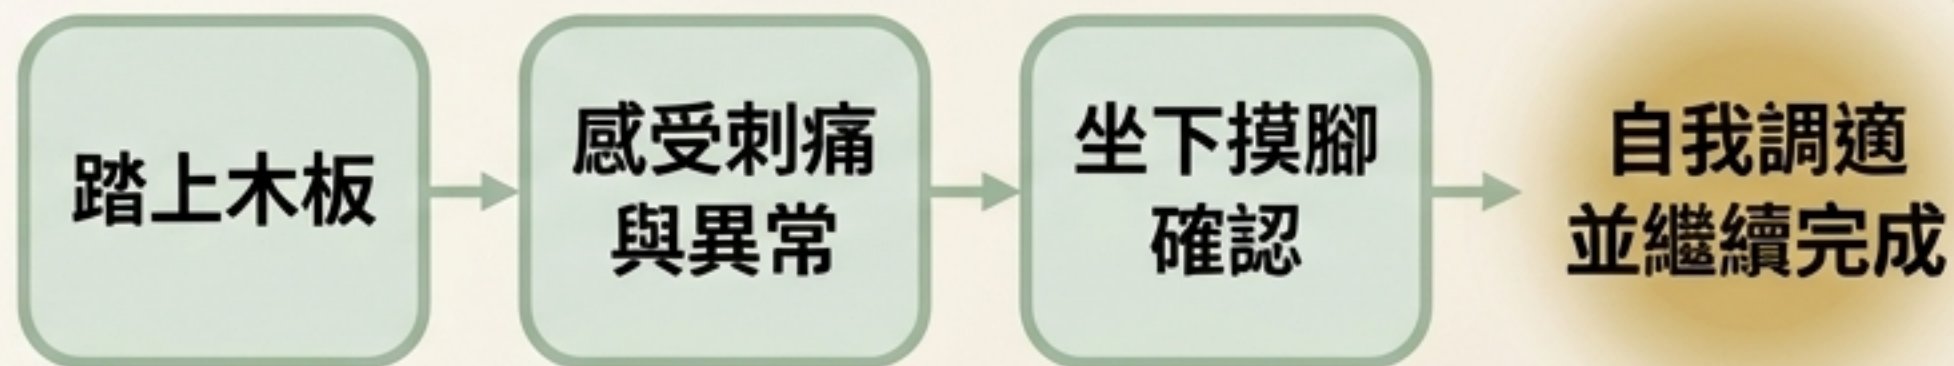 踏上木板
感受刺痛
與異常
坐下摸腳
確認
自我調適
並繼續完成